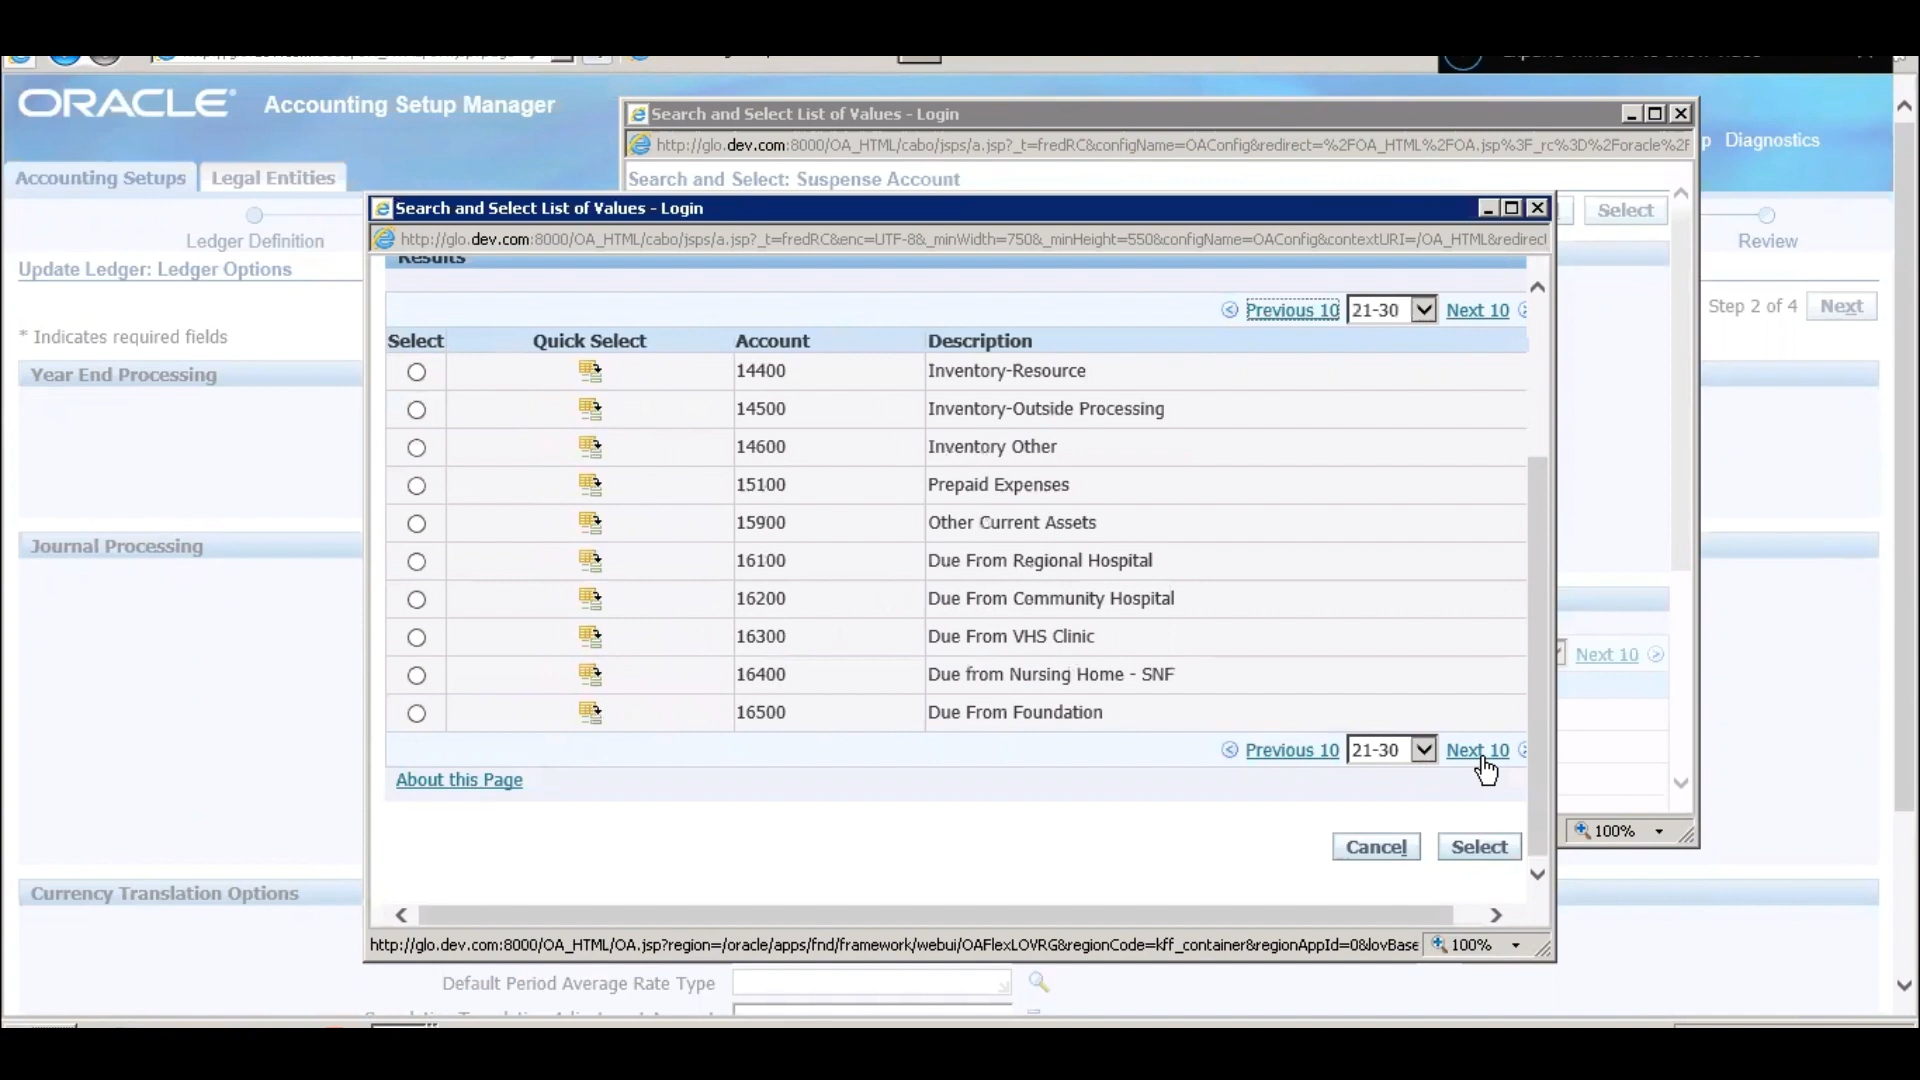 ORACLE® Accounting Setup Manager
Diagnostics
Accounting Setups
Legal Entities
Search and Select List of Values - Login
http://glo.dev.com:8000/OA_HTML/cabo/jsps/a.jsp?_t=fredRC&configName=OAConfig&redirect=%2FOA_HTML%2FOA.jsp%3F_rc%3D%2Foracle%2F
Search and Select: Suspense Account
Select
Search and Select List of Values - Login
http://glo.dev.com:8000/OA_HTML/cabo/jsps/a.jsp?_t=fredRC&enc=UTF-8&_minWidth=750&_minHeight=550&configName=OAConfig&contextURI=/OA_HTML&redirect
Ledger Definition
Review
Update Ledger: Ledger Options
Step 2 of 4 Next
* Indicates required fields
Year End Processing
Journal Processing
Currency Translation Options
Results
Previous 10 21-30 Next 10
Select Quick Select Account Description
14400 Inventory-Resource
14500 Inventory-Outside Processing
14600 Inventory Other
15100 Prepaid Expenses
15900 Other Current Assets
16100 Due From Regional Hospital
16200 Due From Community Hospital
16300 Due From VHS Clinic
16400 Due from Nursing Home - SNF
16500 Due From Foundation
Previous 10 21-30 Next 10
About this Page
Cancel Select
Next 10
100%
http://glo.dev.com:8000/OA_HTML/OA.jsp?region=/oracle/apps/fnd/framework/webui/OAFlexLOVRG&regionCode=kff_container&regionAppId=0&lovBase
100%
Default Period Average Rate Type